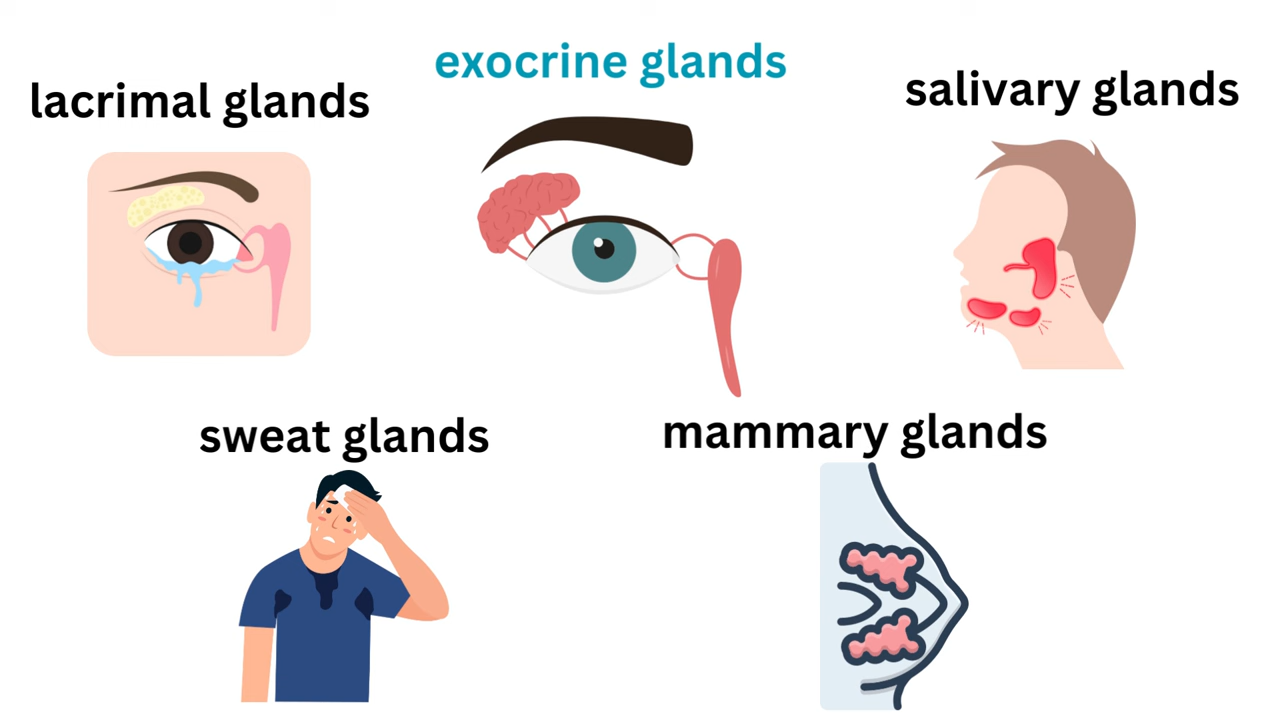 exocrine glands
lacrimal glands
salivary glands
sweat glands
mammary glands